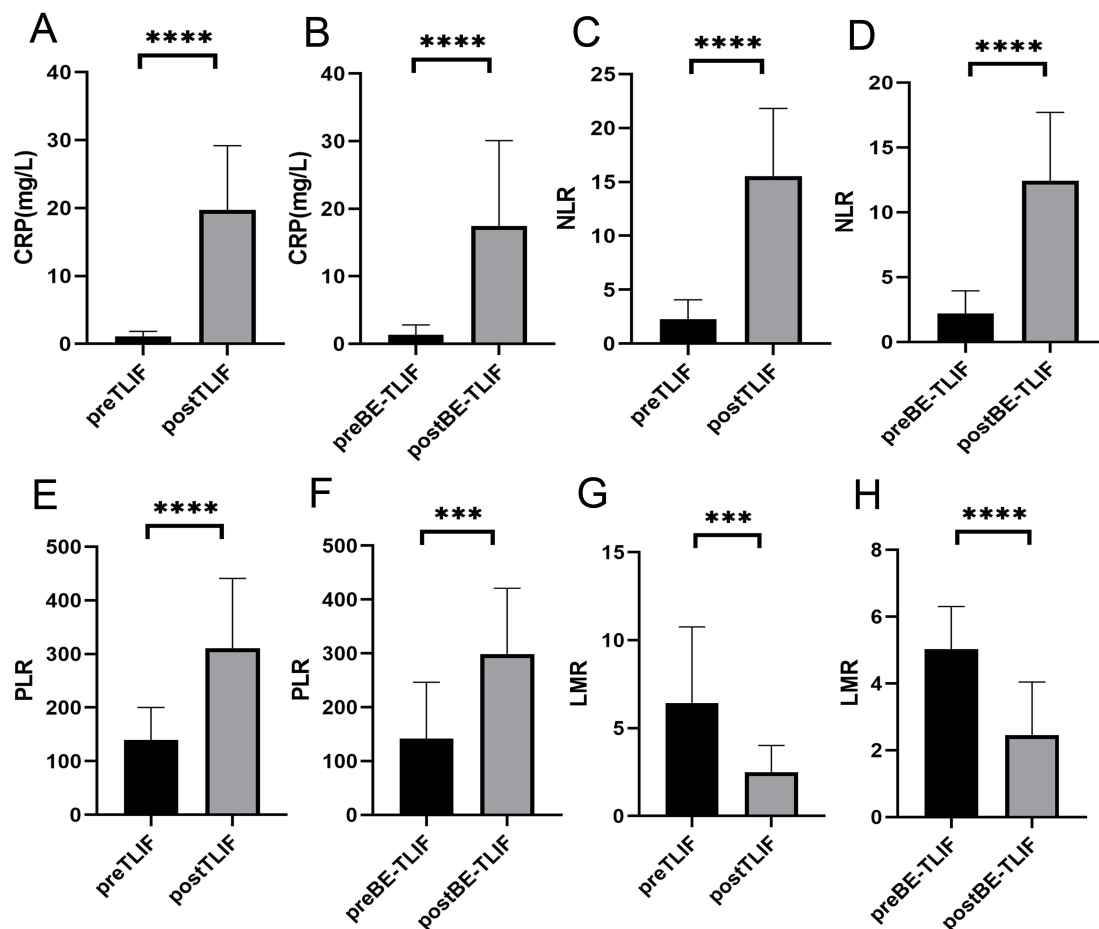 A
****
CRP(mg/L)
40
30
20
10
0
preTLIF
postTLIF
B
****
CRP(mg/L)
40
30
20
10
0
preBE-TLIF
postBE-TLIF
C
****
NLR
25
20
15
10
5
0
preTLIF
postTLIF
D
****
NLR
20
15
10
5
0
preBE-TLIF
postBE-TLIF
E
****
PLR
500
400
300
200
100
0
preTLIF
postTLIF
F
***
PLR
500
400
300
200
100
0
preBE-TLIF
postBE-TLIF
G
***
LMR
15
10
5
0
preTLIF
postTLIF
H
****
LMR
8
6
4
2
0
preBE-TLIF
postBE-TLIF